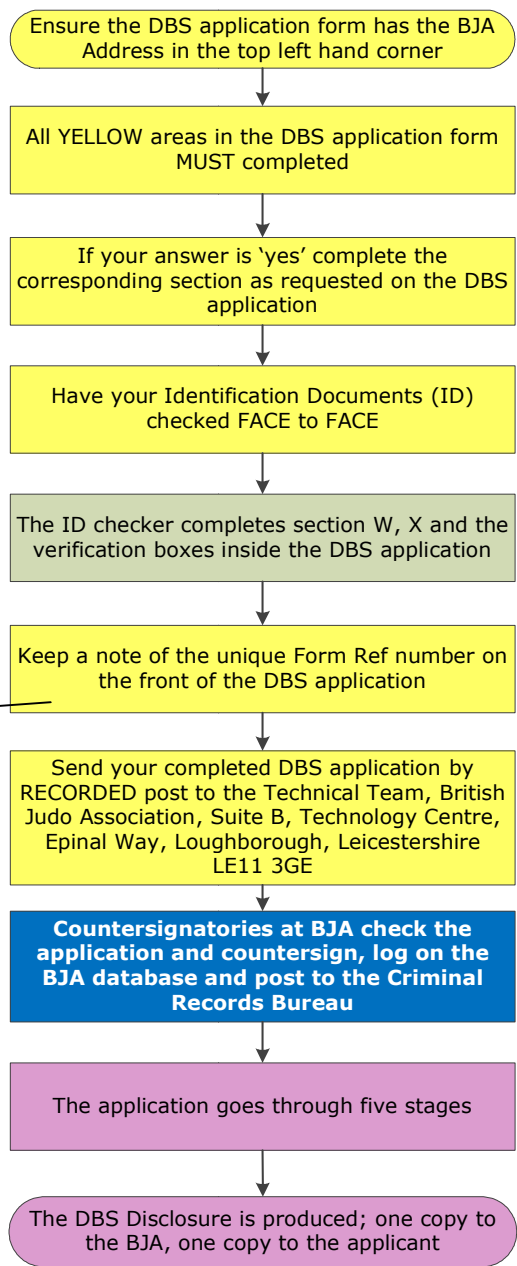 Ensure the DBS application form has the BJA
Address in the top left hand corner
All YELLOW areas in the DBS application form
MUST completed
If your answer is ‘yes’ complete the
corresponding section as requested on the DBS
application
Have your Identification Documents (ID)
checked FACE to FACE
The ID checker completes section W, X and the
verification boxes inside the DBS application
Keep a note of the unique Form Ref number on
the front of the DBS application
Send your completed DBS application by
RECORDED post to the Technical Team, British
Judo Association, Suite B, Technology Centre,
Epinal Way, Loughborough, Leicestershire
LE11 3GE
Countersignatories at BJA check the
application and countersign, log on the
BJA database and post to the Criminal
Records Bureau
The application goes through five stages
The DBS Disclosure is produced; one copy to
the BJA, one copy to the applicant